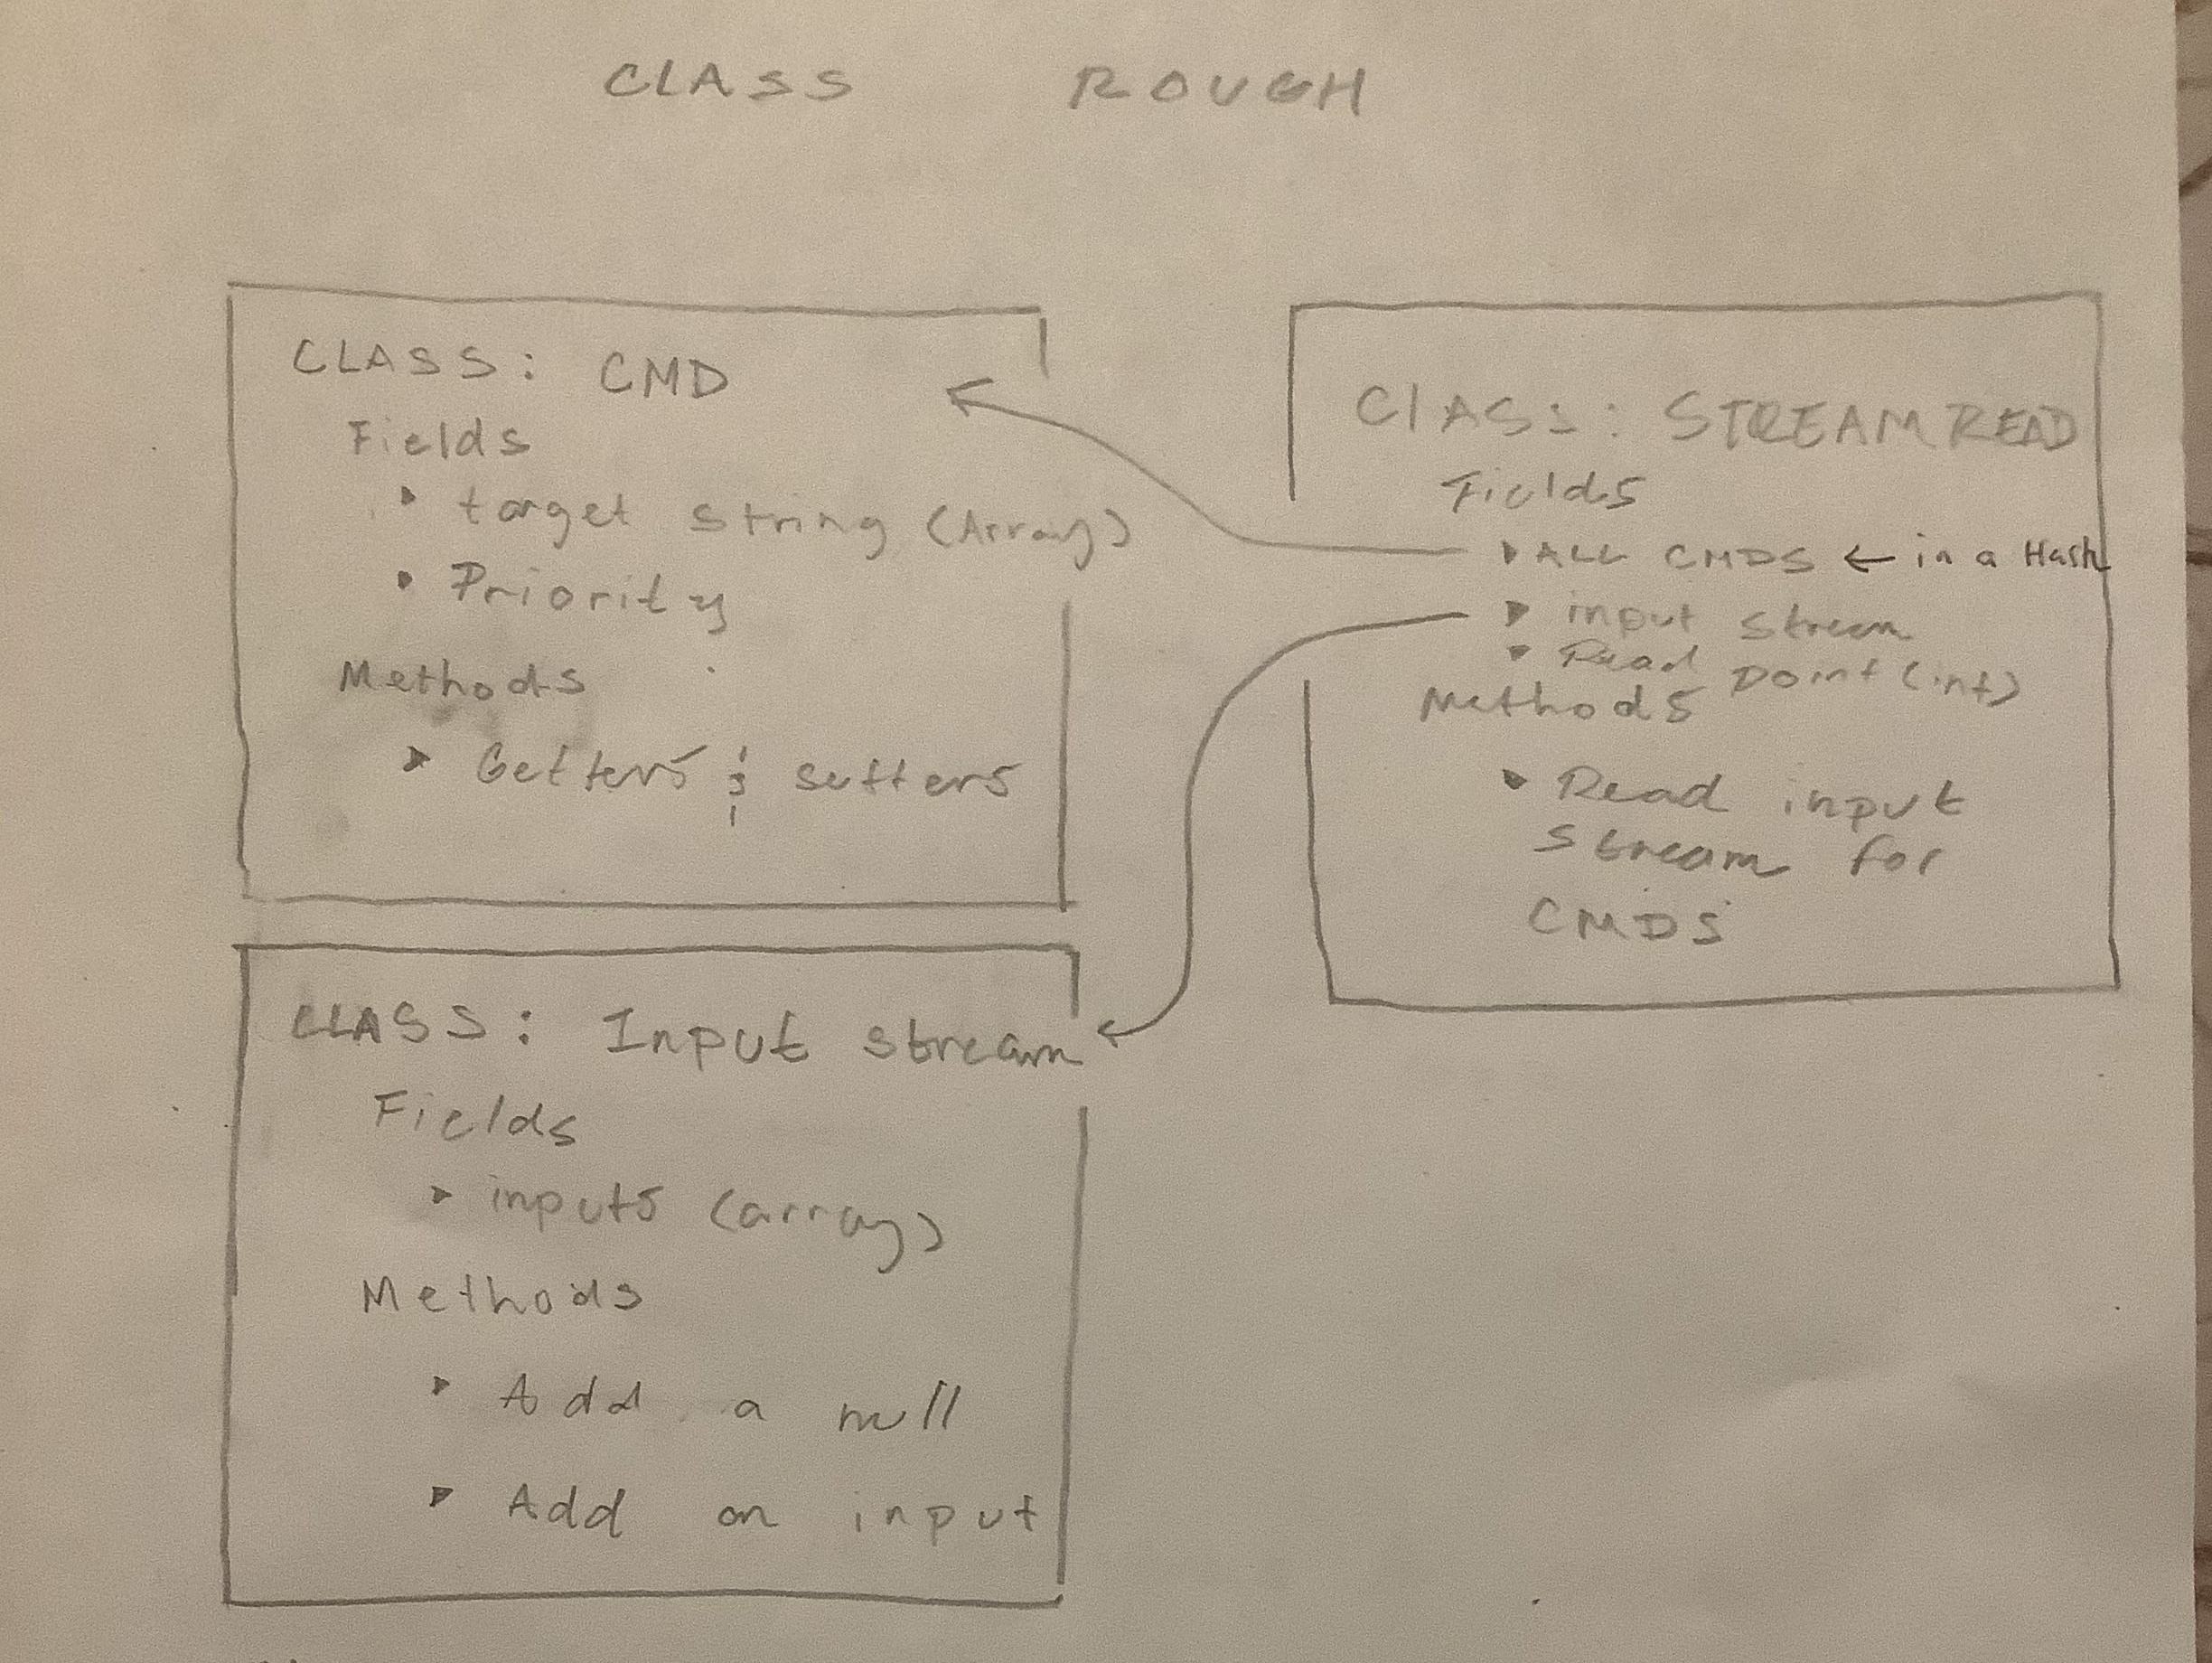 CLASS ROUGH
CLASS: CMD
Fields
• target string (Array)
• Priority
Methods
• Getters & setters
CLASS: STREAMREAD
Fields
• ALL CMDS ← in a Hash
• input stream
• Read point (int)
Methods
• Read input
stream for
CMDS
CLASS: Input stream
Fields
• inputs (array)
Methods
• Add a null
• Add an input